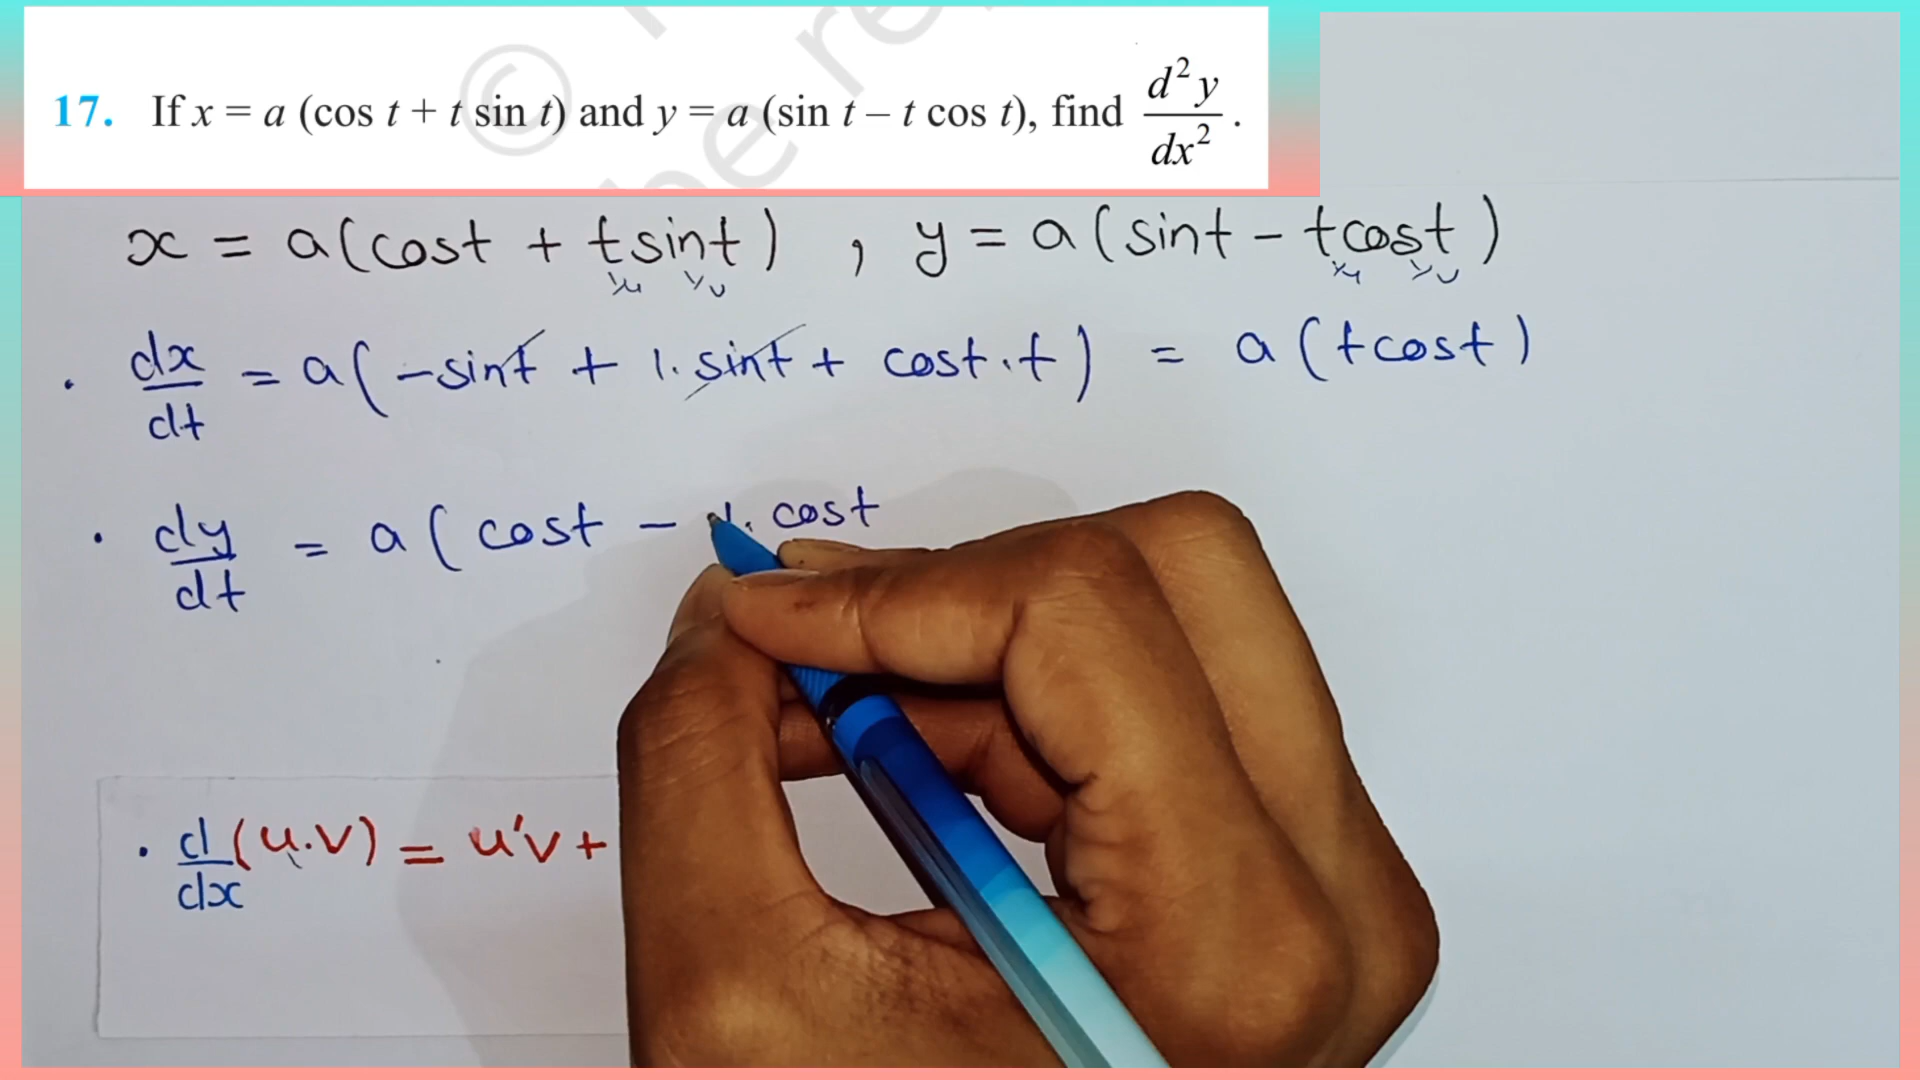 17. If x = a (cos t + t sin t) and y = a (sin t – t cos t), find d²y/dx².
x = a(cost + tsint) , y = a(sint - tcost)
. dx/dt = a(-sint + 1.sint + cost.t) = a(tcost)
. dy/dt = a(cost - 1. cost
. d/dx (u.v) = u'v +